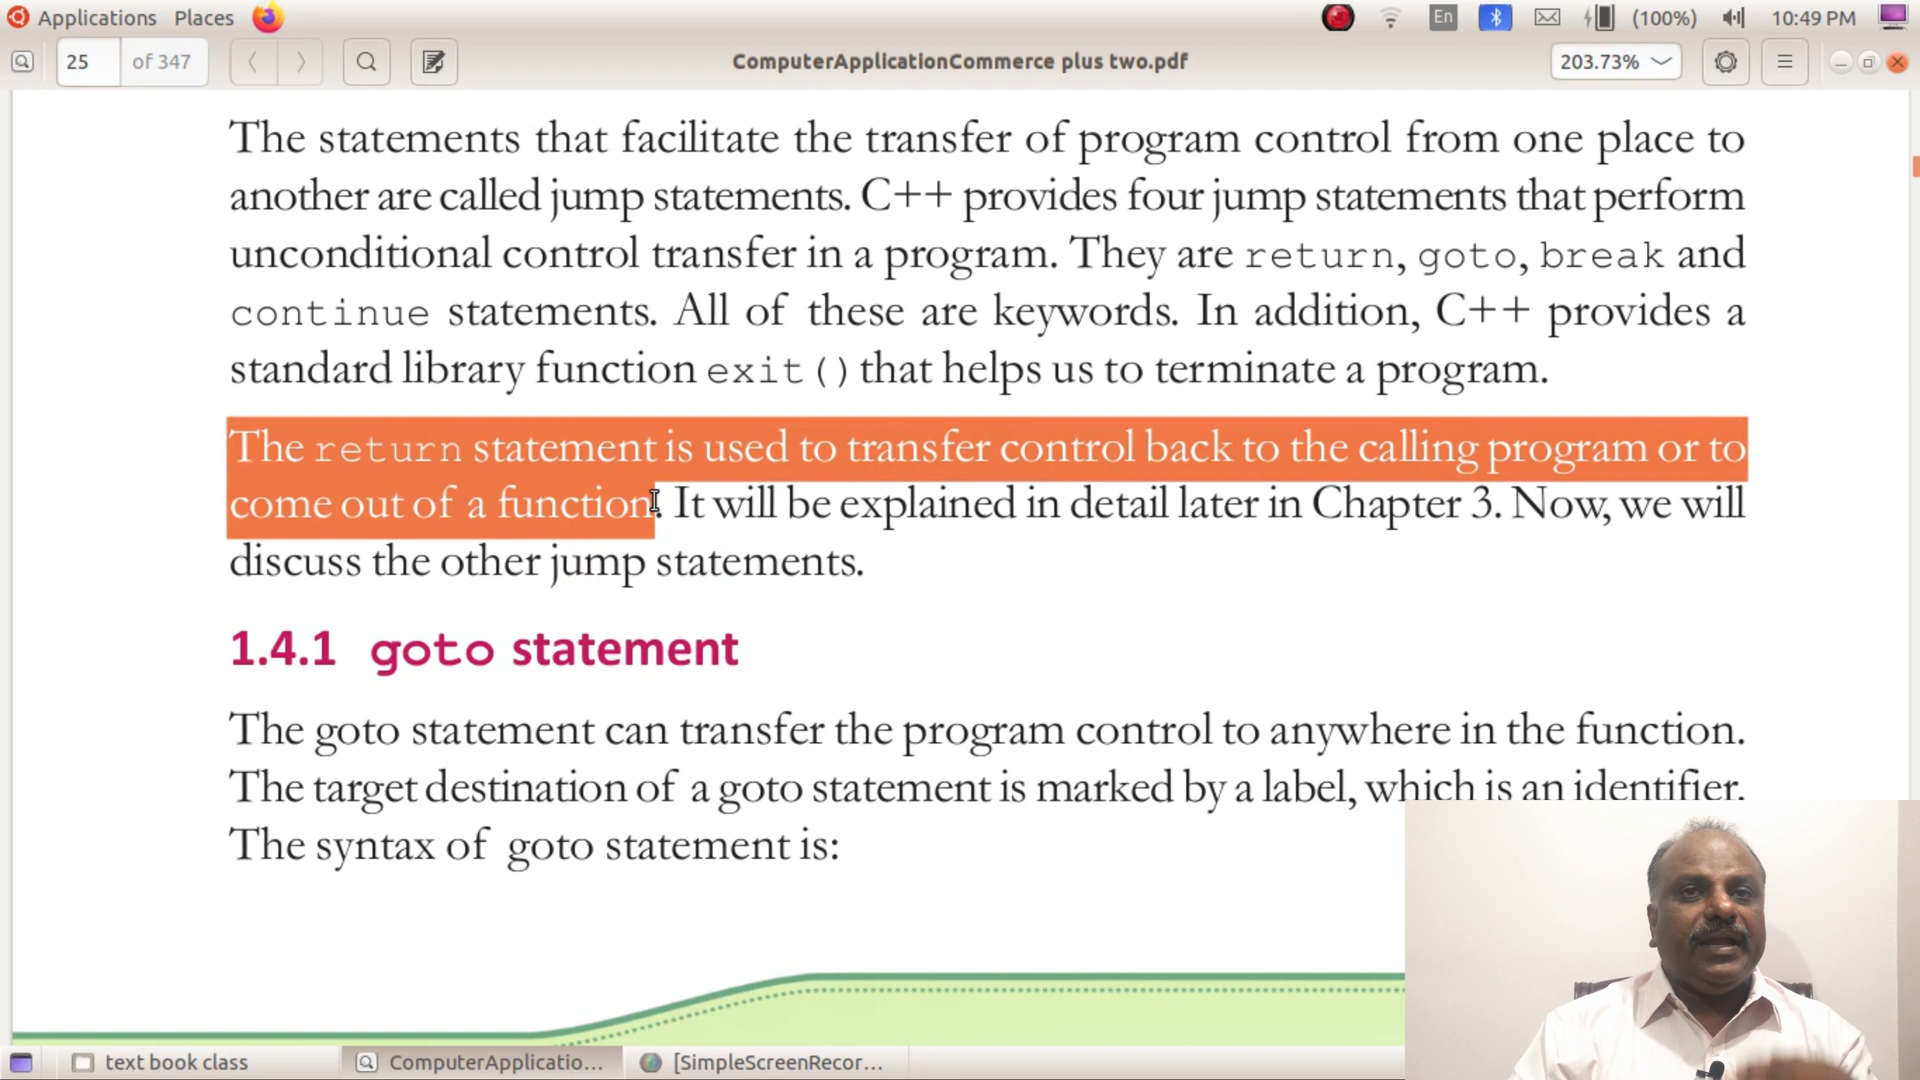 Applications Places En (100%) 10:49 PM
25 of 347 ComputerApplicationCommerce plus two.pdf 203.73%
The statements that facilitate the transfer of program control from one place to
another are called jump statements. C++ provides four jump statements that perform
unconditional control transfer in a program. They are return, goto, break and
continue statements. All of these are keywords. In addition, C++ provides a
standard library function exit() that helps us to terminate a program.
The return statement is used to transfer control back to the calling program or to
come out of a function. It will be explained in detail later in Chapter 3. Now, we will
discuss the other jump statements.
1.4.1 goto statement
The goto statement can transfer the program control to anywhere in the function.
The target destination of a goto statement is marked by a label, which is an identifier.
The syntax of goto statement is:
text book class ComputerApplicatio... [SimpleScreenRecor...